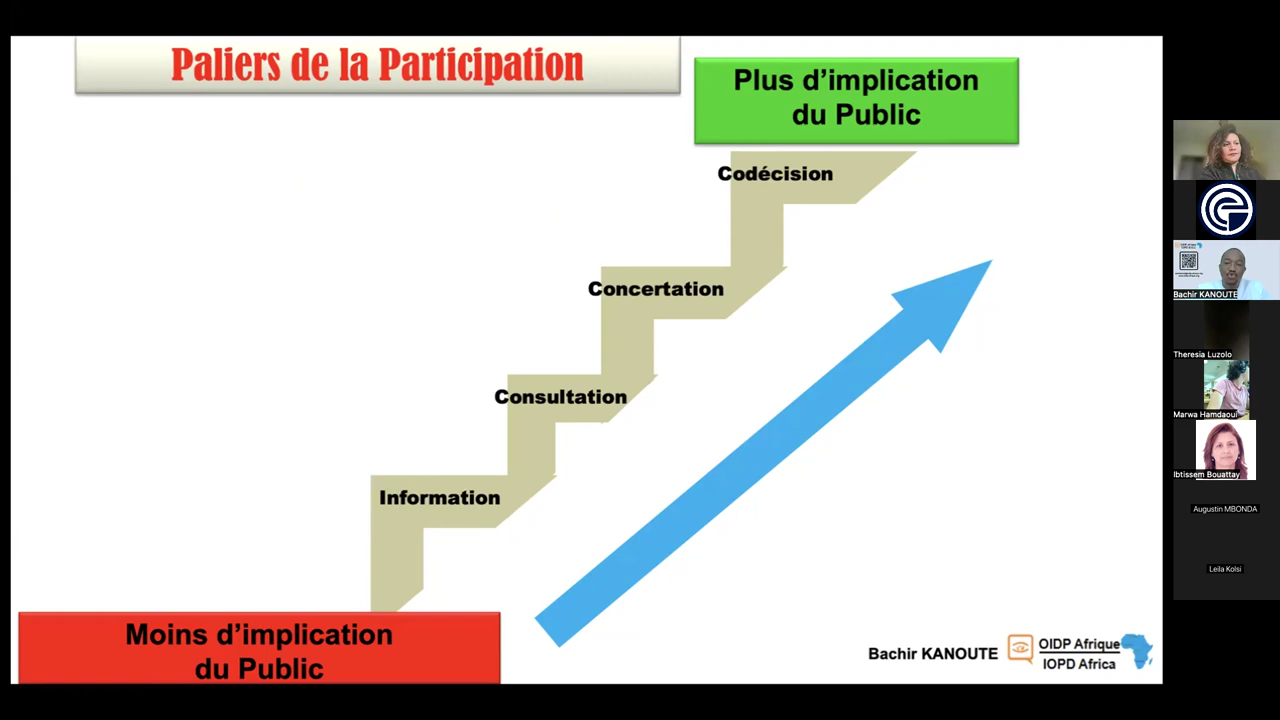 Paliers de la Participation
Plus d’implication
du Public
Codécision
Concertation
Consultation
Information
Moins d’implication
du Public
Bachir KANOUTE
OIDP Afrique
IOPD Africa
Bachir KANOUTE
Theresia Luzolo
Marwa Hamdaoui
Ibtissem Bouattay
Augustin MBONDA
Leila Kolsi